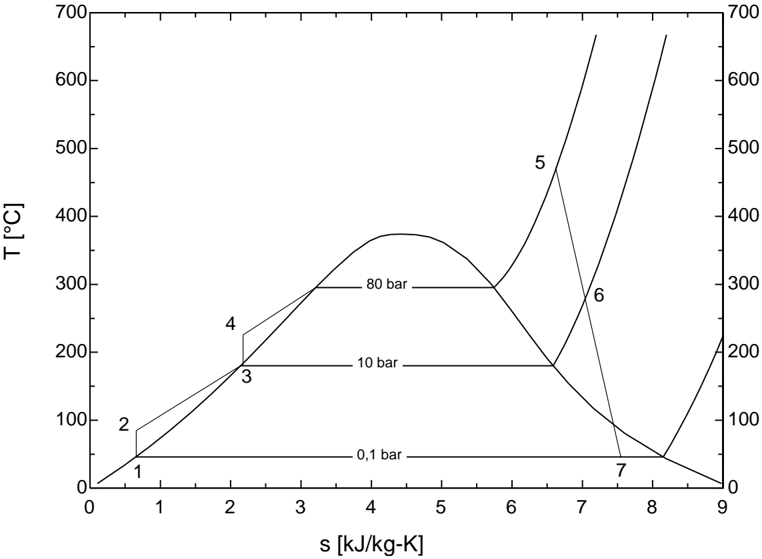 700 700
600 600
500 5 500
400 400
T [°C]
300 80 bar 6 300
4
200 10 bar 200
3
100 2 100
0,1 bar
1 7
0 0
0 1 2 3 4 5 6 7 8 9
s [kJ/kg-K]